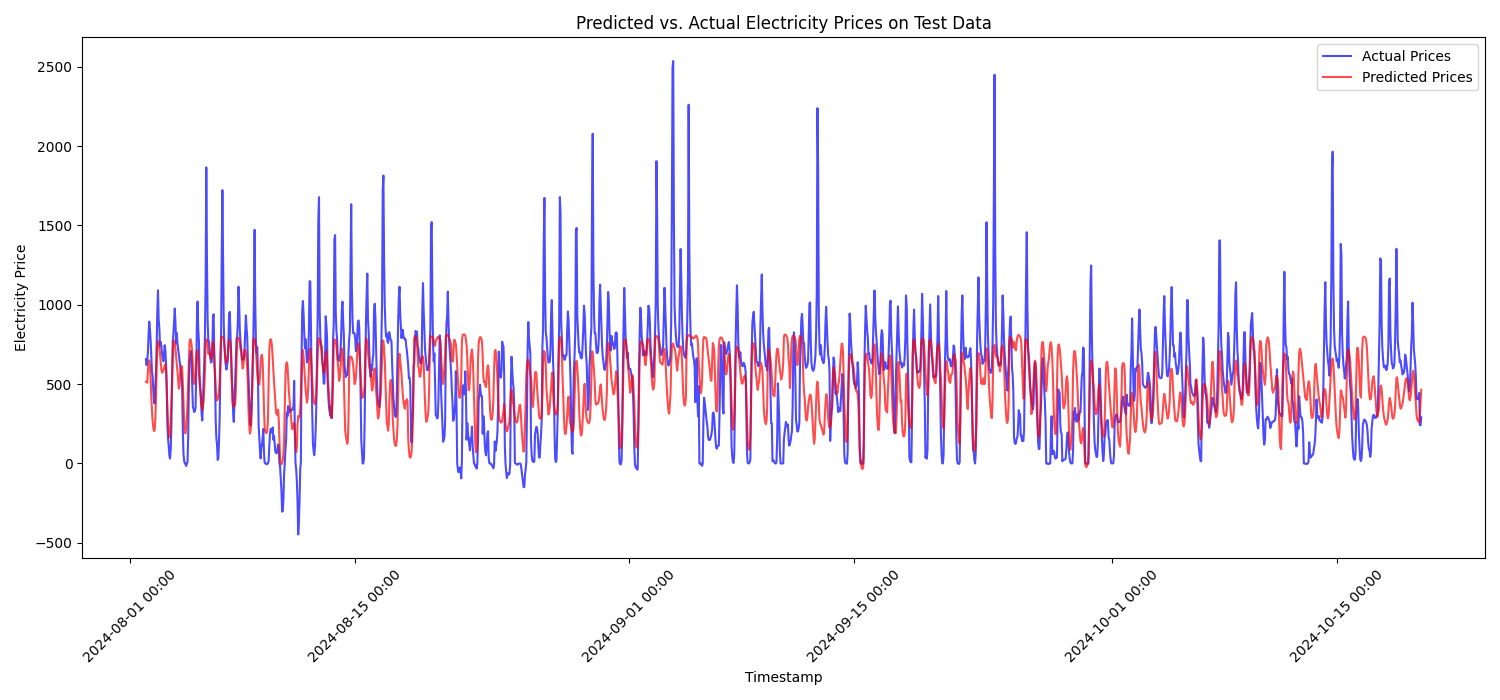 Predicted vs. Actual Electricity Prices on Test Data
Actual Prices
Predicted Prices
Electricity Price
2500
2000
1500
1000
500
0
−500
2024-08-01 00:00
2024-08-15 00:00
2024-09-01 00:00
2024-09-15 00:00
2024-10-01 00:00
2024-10-15 00:00
Timestamp